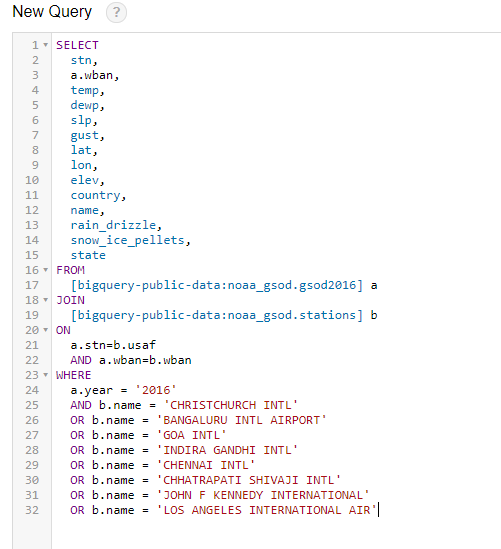 New Query ?
1 SELECT
2 stn,
3 a.wban,
4 temp,
5 dewp,
6 slp,
7 gust,
8 lat,
9 lon,
10 elev,
11 country,
12 name,
13 rain_drizzle,
14 snow_ice_pellets,
15 state
16 FROM
17 [bigquery-public-data:noaa_gsod.gsod2016] a
18 JOIN
19 [bigquery-public-data:noaa_gsod.stations] b
20 ON
21 a.stn=b.usaf
22 AND a.wban=b.wban
23 WHERE
24 a.year = '2016'
25 AND b.name = 'CHRISTCHURCH INTL'
26 OR b.name = 'BANGALURU INTL AIRPORT'
27 OR b.name = 'GOA INTL'
28 OR b.name = 'INDIRA GANDHI INTL'
29 OR b.name = 'CHENNAI INTL'
30 OR b.name = 'CHHATRAPATI SHIVAJI INTL'
31 OR b.name = 'JOHN F KENNEDY INTERNATIONAL'
32 OR b.name = 'LOS ANGELES INTERNATIONAL AIR'